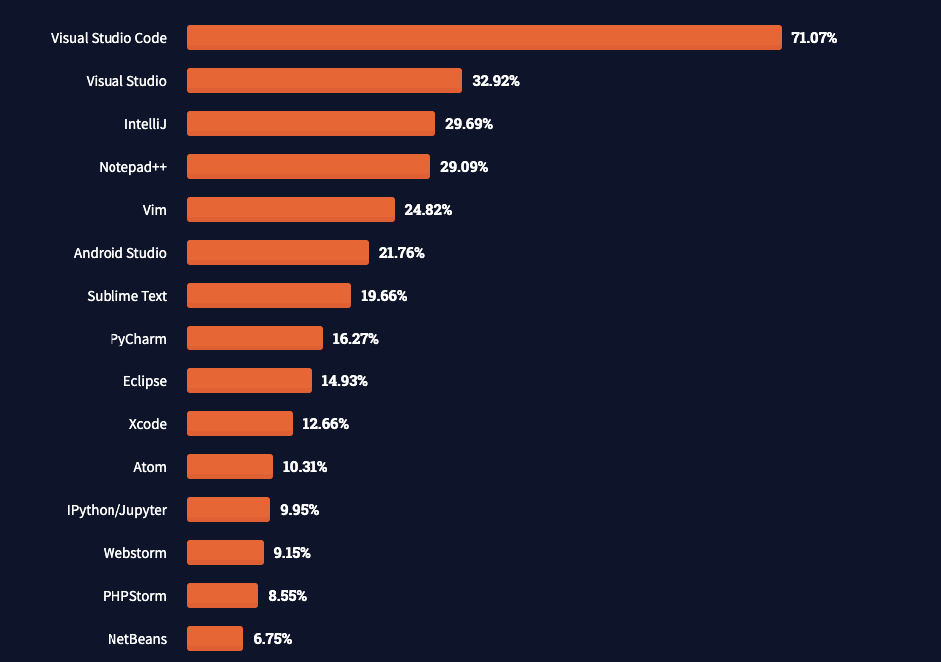 Visual Studio Code 71.07%
Visual Studio 32.92%
IntelliJ 29.69%
Notepad++ 29.09%
Vim 24.82%
Android Studio 21.76%
Sublime Text 19.66%
PyCharm 16.27%
Eclipse 14.93%
Xcode 12.66%
Atom 10.31%
IPython/Jupyter 9.95%
Webstorm 9.15%
PHPStorm 8.55%
NetBeans 6.75%